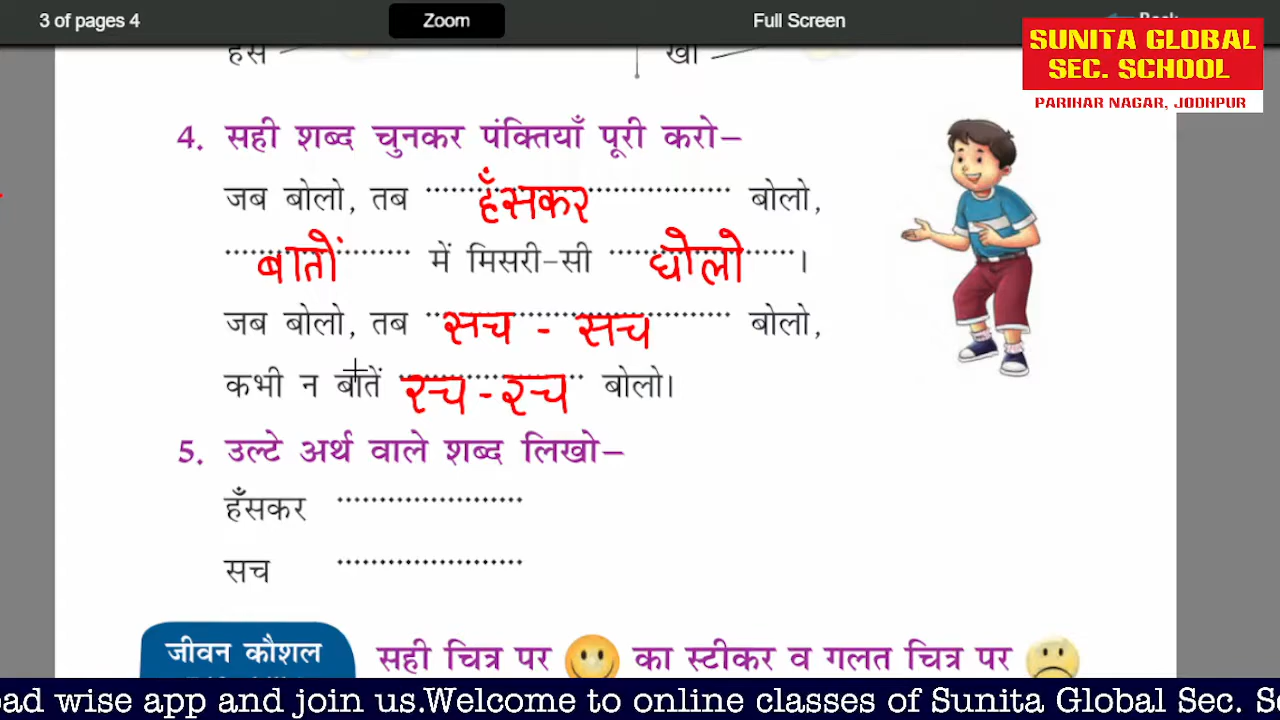 3 of pages 4 Zoom Full Screen
SUNITA GLOBAL
SEC. SCHOOL
PARIHAR NAGAR, JODHPUR
4. सही शब्द चुनकर पंक्तियाँ पूरी करो–
जब बोलो, तब हँसकर बोलो,
बातों में मिसरी-सी घोलो।
जब बोलो, तब सच - सच बोलो,
कभी न बातें रच - रच बोलो।
5. उल्टे अर्थ वाले शब्द लिखो–
हँसकर ........................
सच ........................
जीवन कौशल
सही चित्र पर का स्टीकर व गलत चित्र पर
wise app and join us.Welcome to online classes of Sunita Global Sec.